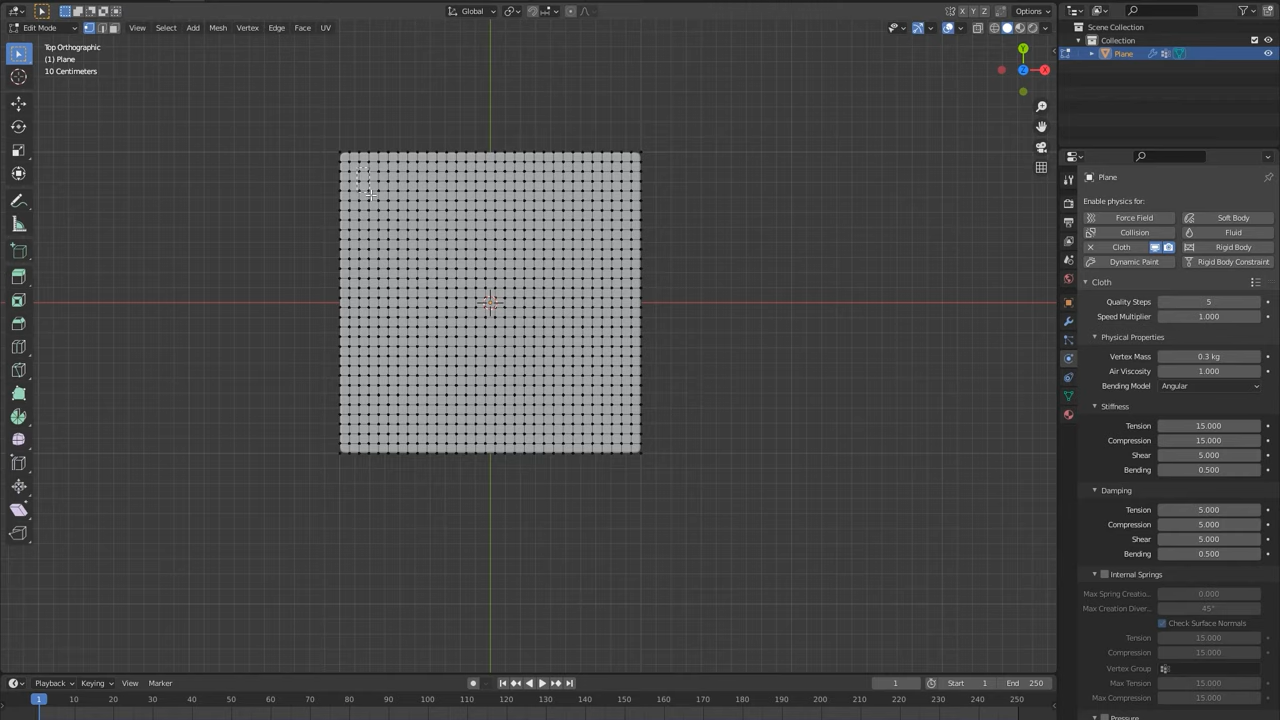 Global
Options
Edit Mode
View
Select
Add
Mesh
Vertex
Edge
Face
UV
Top Orthographic
(1) Plane
10 Centimeters
Y
X
Z
X
Y
Z
Scene Collection
Collection
Plane
Plane
Enable physics for:
Force Field
Soft Body
Collision
Fluid
Cloth
Rigid Body
Dynamic Paint
Rigid Body Constraint
Cloth
Quality Steps 5
Speed Multiplier 1.000
Physical Properties
Vertex Mass 0.3 kg
Air Viscosity 1.000
Bending Model Angular
Stiffness
Tension 15.000
Compression 15.000
Shear 5.000
Bending 0.500
Damping
Tension 5.000
Compression 5.000
Shear 5.000
Bending 0.500
Internal Springs
Max Spring Creatio... 0.000
Max Creation Diver... 45°
Check Surface Normals
Tension 15.000
Compression 15.000
Vertex Group
Max Tension 15.000
Max Compression 15.000
Pressure
Playback
Keying
View
Marker
1
Start 1
End 250
1 10 20 30 40 50 60 70 80 90 100 110 120 130 140 150 160 170 180 190 200 210 220 230 240 250